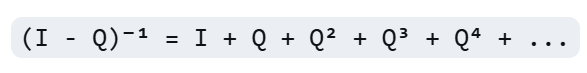 (I - Q)⁻¹ = I + Q + Q² + Q³ + Q⁴ + ...